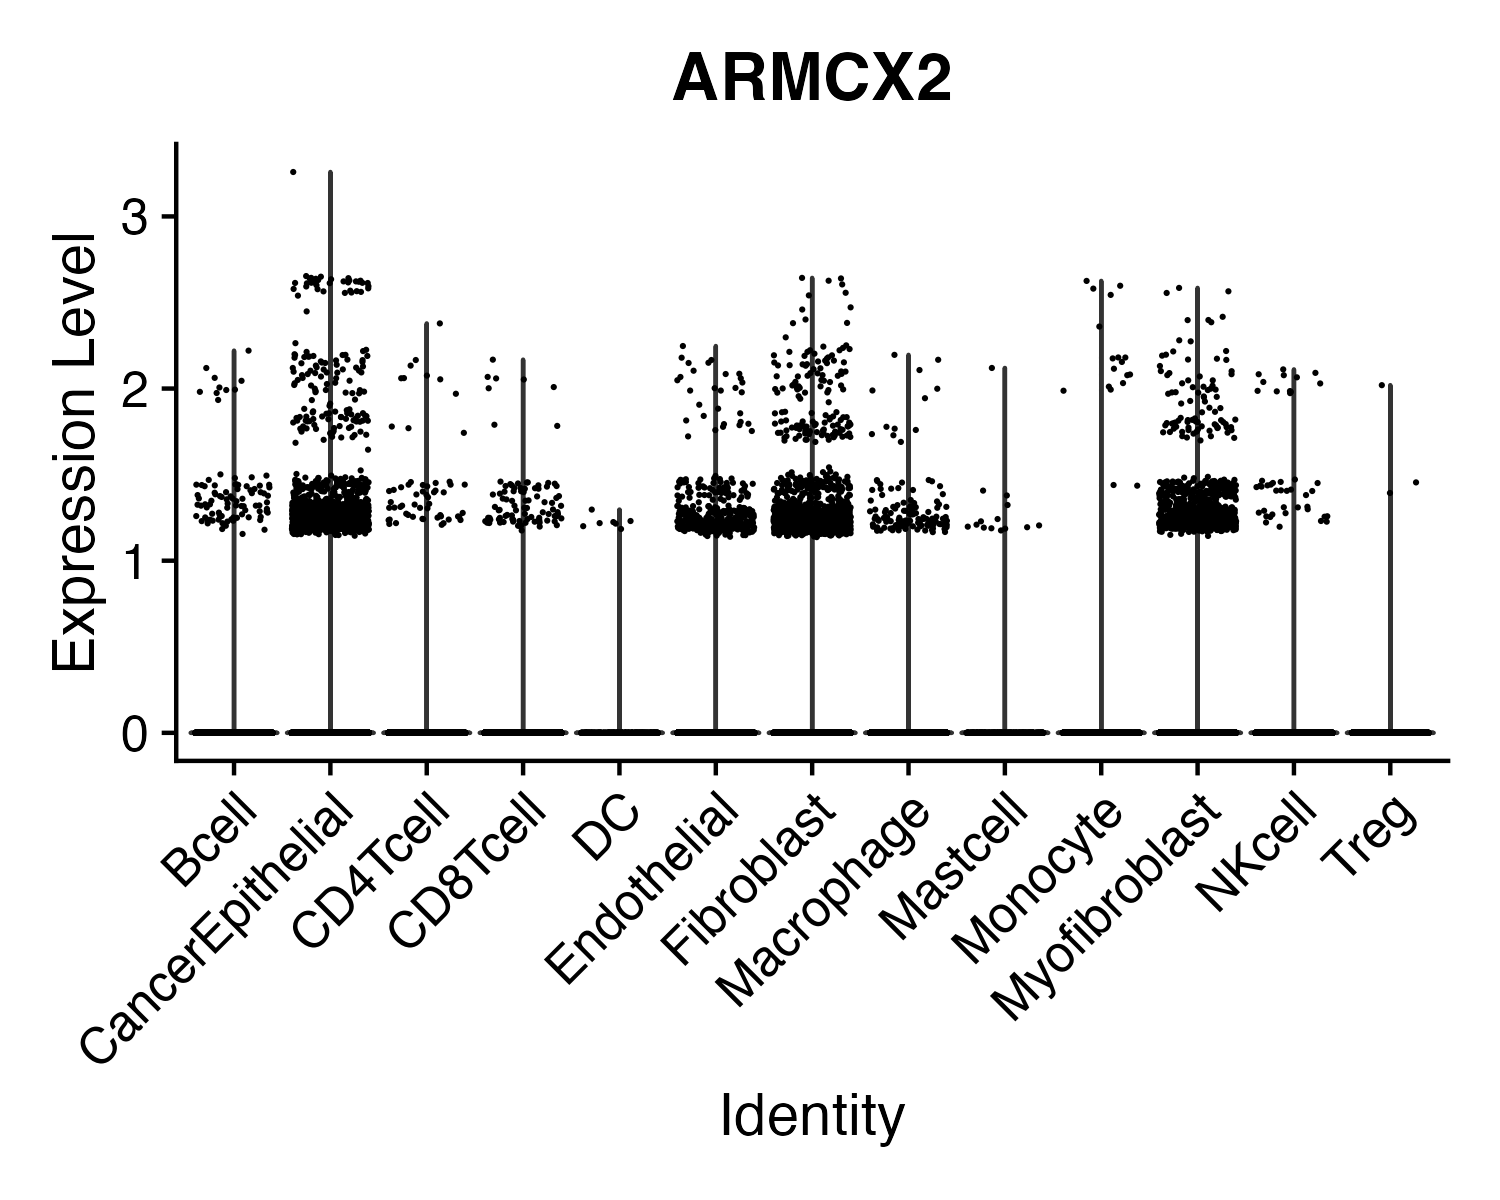 ARMCX2
Expression Level
3
2
1
0
Bcell
CancerEpithelial
CD4Tcell
CD8Tcell
DC
Endothelial
Fibroblast
Macrophage
Mastcell
Monocyte
Myofibroblast
NKcell
Treg
Identity